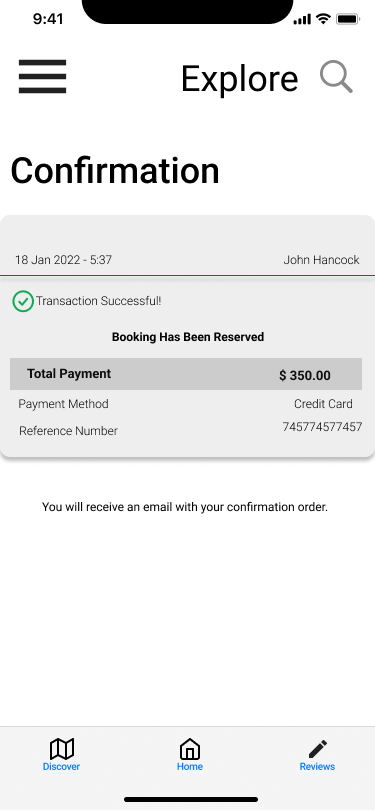 9:41
Explore
Confirmation
18 Jan 2022 - 5:37 John Hancock
Transaction Successful!
Booking Has Been Reserved
Total Payment $ 350.00
Payment Method Credit Card
Reference Number 745774577457
You will receive an email with your confirmation order.
Discover Home Reviews